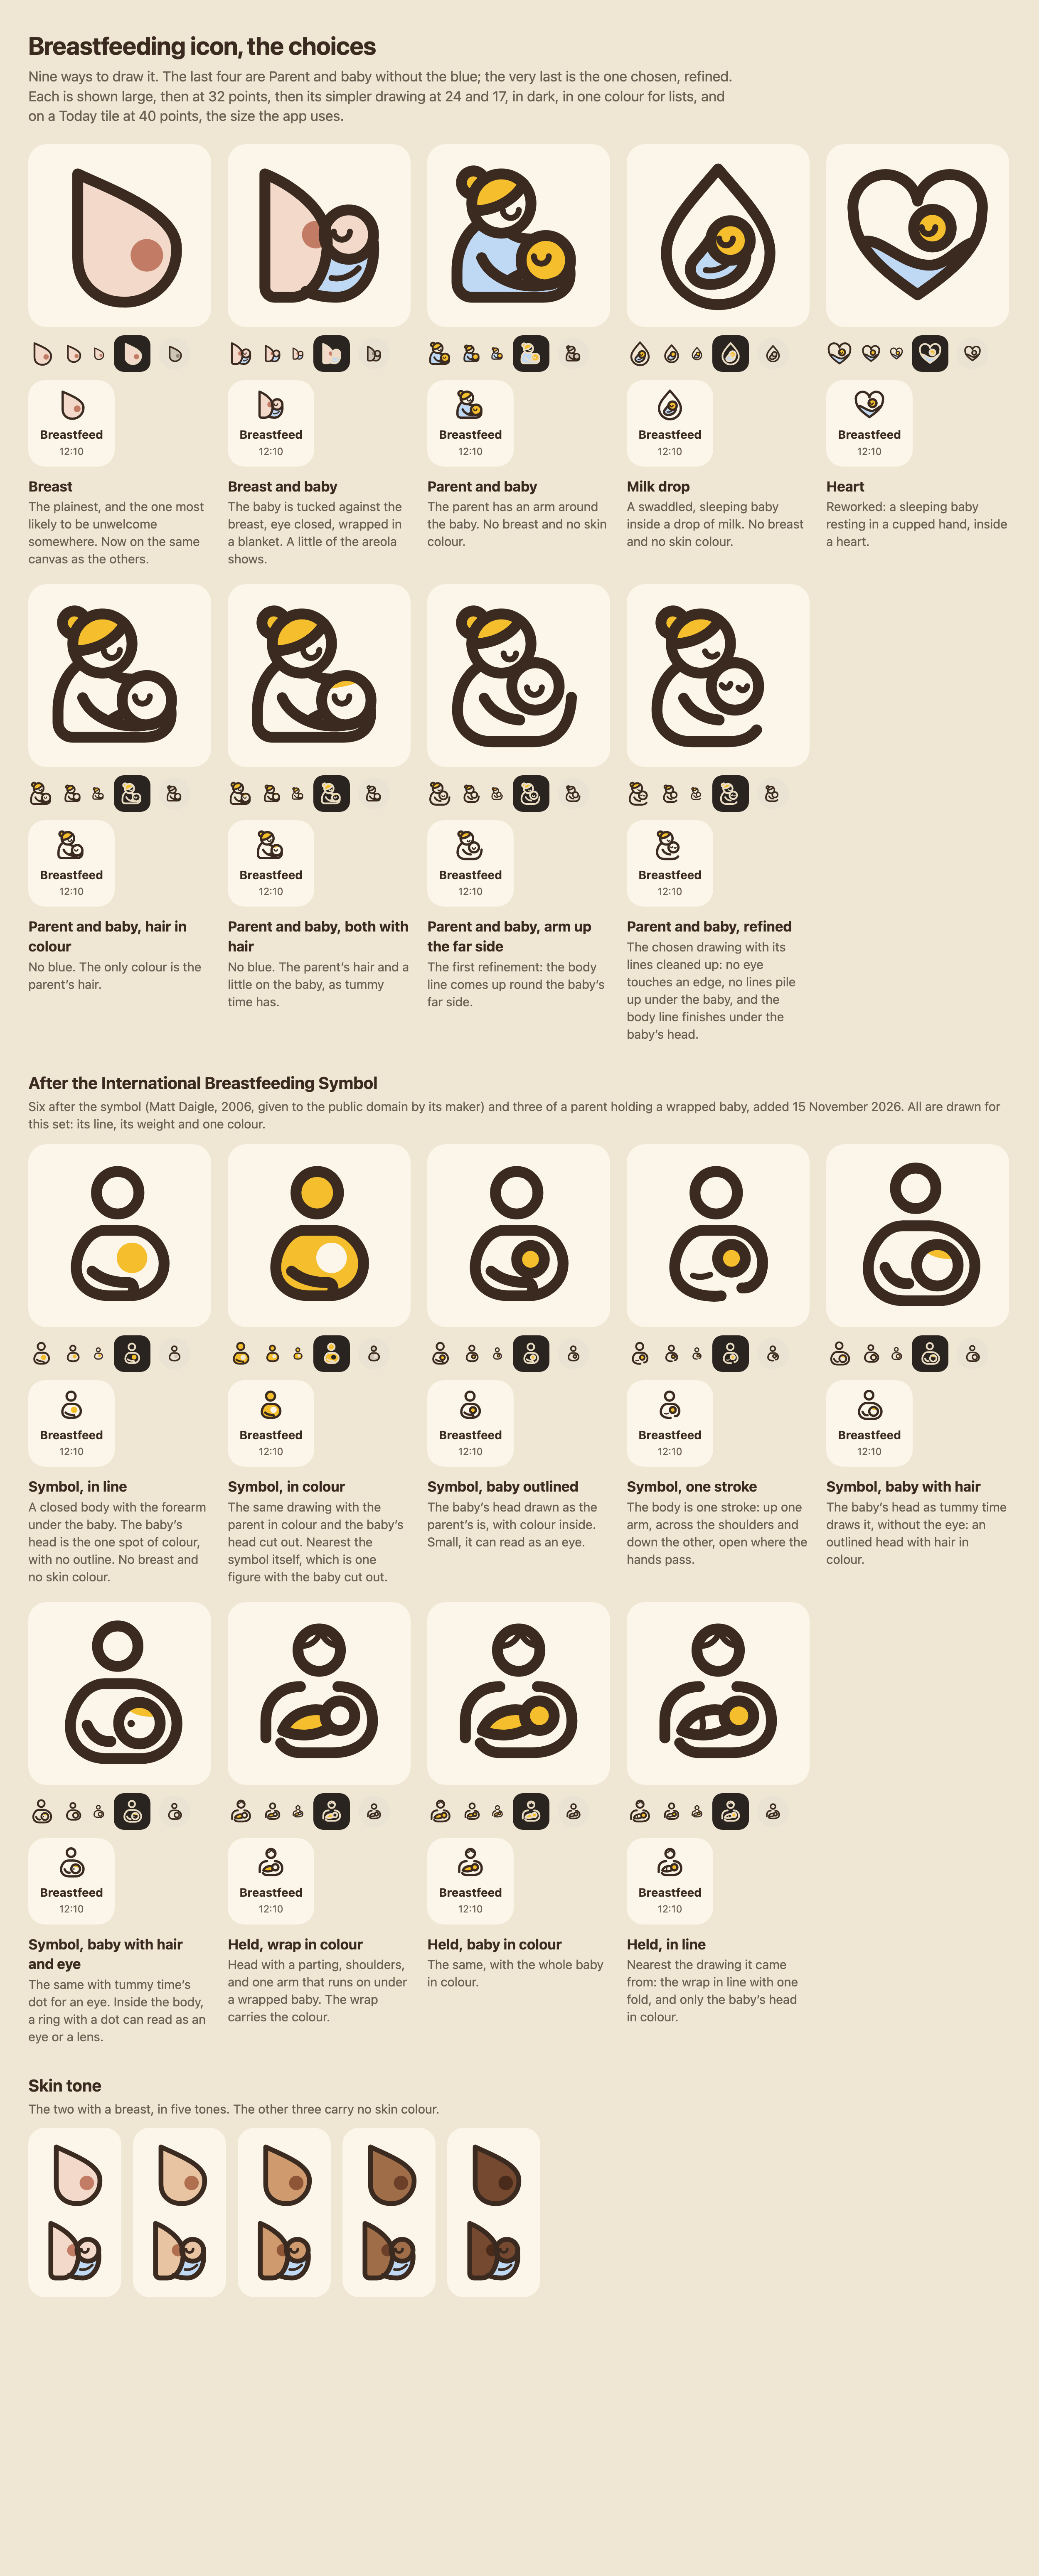 Breastfeeding icon, the choices
Nine ways to draw it. The last four are Parent and baby without the blue; the very last is the one chosen, refined.
Each is shown large, then at 32 points, then its simpler drawing at 24 and 17, in dark, in one colour for lists, and
on a Today tile at 40 points, the size the app uses.
Breastfeed
12:10
Breast
The plainest, and the one most
likely to be unwelcome
somewhere. Now on the same
canvas as the others.
Breastfeed
12:10
Breast and baby
The baby is tucked against the
breast, eye closed, wrapped in
a blanket. A little of the areola
shows.
Breastfeed
12:10
Parent and baby
The parent has an arm around
the baby. No breast and no skin
colour.
Breastfeed
12:10
Milk drop
A swaddled, sleeping baby
inside a drop of milk. No breast
and no skin colour.
Breastfeed
12:10
Heart
Reworked: a sleeping baby
resting in a cupped hand, inside
a heart.
Breastfeed
12:10
Parent and baby, hair in
colour
No blue. The only colour is the
parent’s hair.
Breastfeed
12:10
Parent and baby, both with
hair
No blue. The parent’s hair and a
little on the baby, as tummy
time has.
Breastfeed
12:10
Parent and baby, arm up
the far side
The first refinement: the body
line comes up round the baby’s
far side.
Breastfeed
12:10
Parent and baby, refined
The chosen drawing with its
lines cleaned up: no eye
touches an edge, no lines pile
up under the baby, and the
body line finishes under the
baby’s head.
After the International Breastfeeding Symbol
Six after the symbol (Matt Daigle, 2006, given to the public domain by its maker) and three of a parent holding a wrapped baby, added 15 November 2026. All are drawn for
this set: its line, its weight and one colour.
Breastfeed
12:10
Symbol, in line
A closed body with the forearm
under the baby. The baby’s
head is the one spot of colour,
with no outline. No breast and
no skin colour.
Breastfeed
12:10
Symbol, in colour
The same drawing with the
parent in colour and the baby’s
head cut out. Nearest the
symbol itself, which is one
figure with the baby cut out.
Breastfeed
12:10
Symbol, baby outlined
The baby’s head drawn as the
parent’s is, with colour inside.
Small, it can read as an eye.
Breastfeed
12:10
Symbol, one stroke
The body is one stroke: up one
arm, across the shoulders and
down the other, open where the
hands pass.
Breastfeed
12:10
Symbol, baby with hair
The baby’s head as tummy time
draws it, without the eye: an
outlined head with hair in
colour.
Breastfeed
12:10
Symbol, baby with hair
and eye
The same with tummy time’s
dot for an eye. Inside the body,
a ring with a dot can read as an
eye or a lens.
Breastfeed
12:10
Held, wrap in colour
Head with a parting, shoulders,
and one arm that runs on under
a wrapped baby. The wrap
carries the colour.
Breastfeed
12:10
Held, baby in colour
The same, with the whole baby
in colour.
Breastfeed
12:10
Held, in line
Nearest the drawing it came
from: the wrap in line with one
fold, and only the baby’s head
in colour.
Skin tone
The two with a breast, in five tones. The other three carry no skin colour.